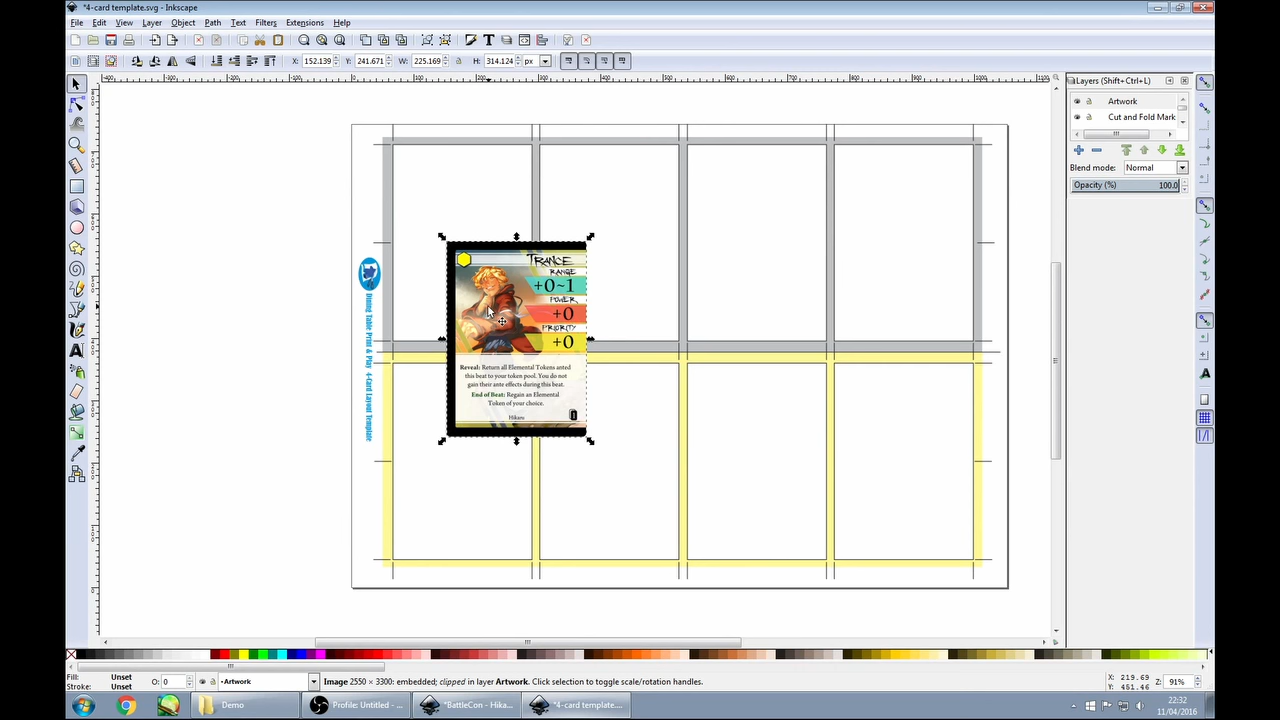 *4-card template.svg - Inkscape
File Edit View Layer Object Path Text Filters Extensions Help
X: 152.139 Y: 241.671 W: 225.169 H: 314.124 px
Layers (Shift+Ctrl+L)
Artwork
Cut and Fold Mark
Blend mode: Normal
Opacity (%) 100.0
TRANCE
RANGE
+0~1
POWER
+0
PRIORITY
+0
Reveal: Return all Elemental Tokens anted
this beat to your token pool. You do not
gain their ante effects during this beat.
End of Beat: Regain an Elemental
Token of your choice.
Hikaru
Dining Table Print & Play 4-Card Layout Template
Fill: Unset
Stroke: Unset
O: 0
•Artwork
Image 2550 × 3300: embedded; clipped in layer Artwork. Click selection to toggle scale/rotation handles.
X: 219.69
Y: 451.46
Z: 91%
Demo
Profile: Untitled - ...
*BattleCon - Hika...
*4-card template....
22:32
11/04/2016